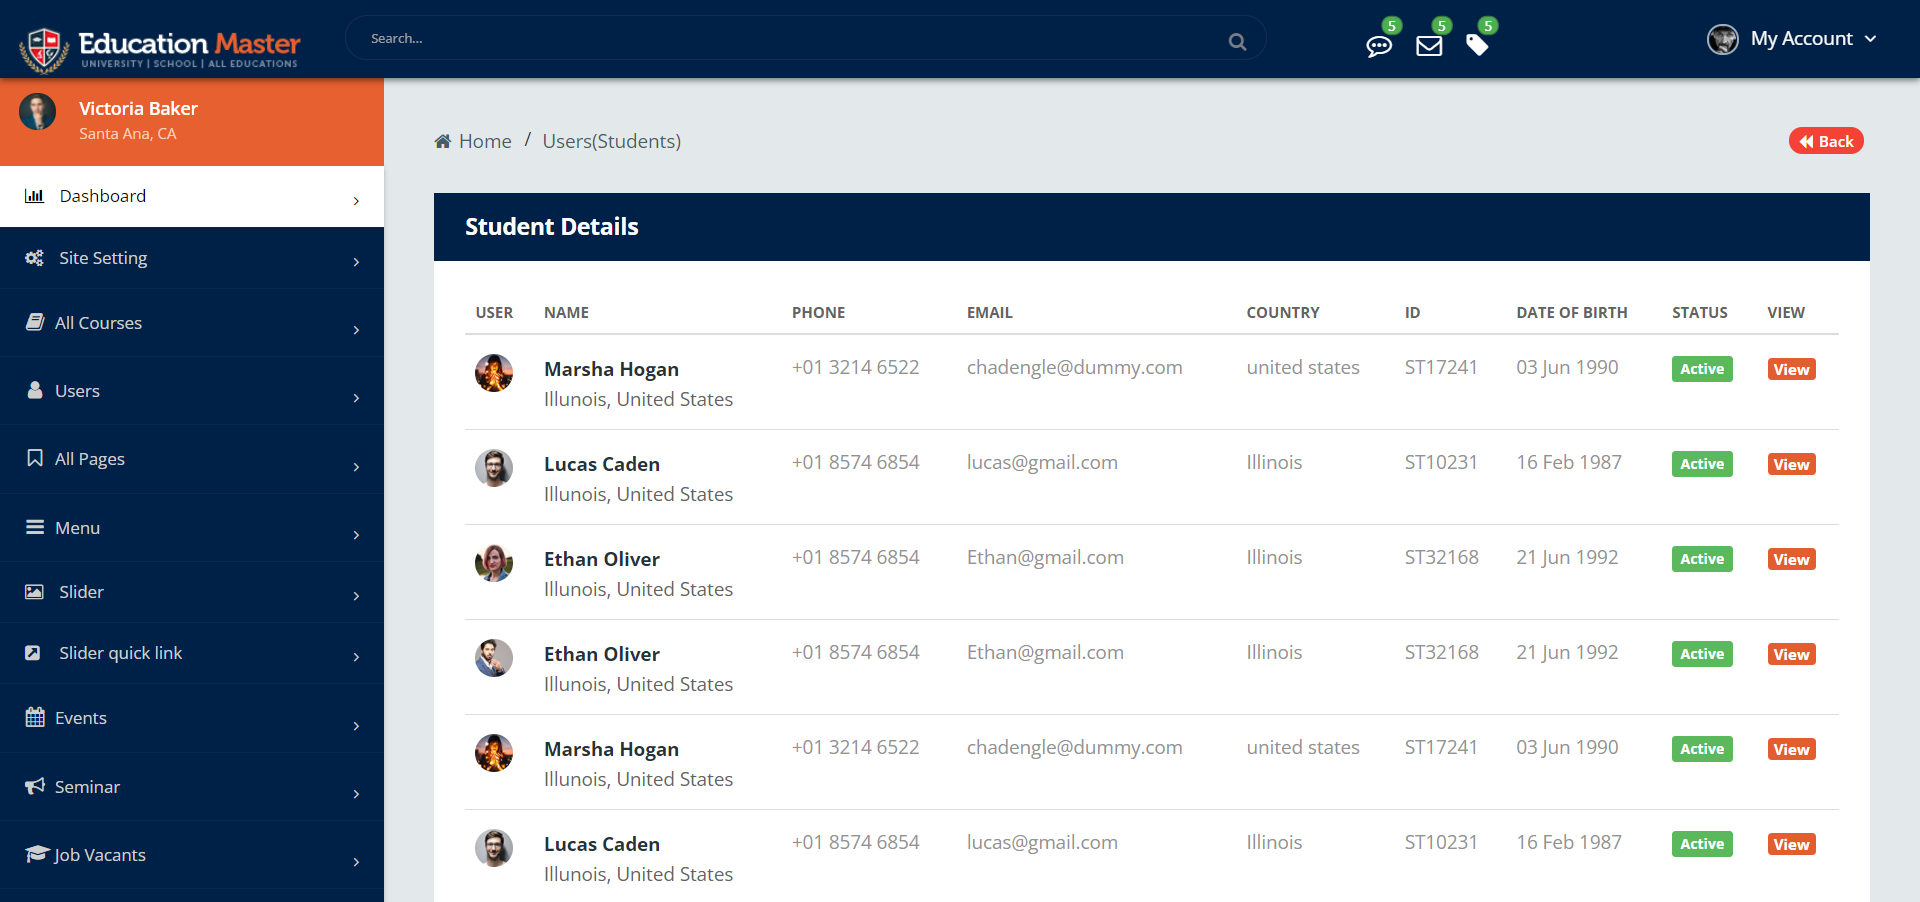 Education Master
UNIVERSITY | SCHOOL | ALL EDUCATIONS
Search...
5
5
5
My Account
Victoria Baker
Santa Ana, CA
Dashboard
Site Setting
All Courses
Users
All Pages
Menu
Slider
Slider quick link
Events
Seminar
Job Vacants
Home / Users(Students)
Back
Student Details
USER NAME PHONE EMAIL COUNTRY ID DATE OF BIRTH STATUS VIEW
Marsha Hogan +01 3214 6522 chadengle@dummy.com united states ST17241 03 Jun 1990 Active View
Illunois, United States
Lucas Caden +01 8574 6854 lucas@gmail.com Illinois ST10231 16 Feb 1987 Active View
Illunois, United States
Ethan Oliver +01 8574 6854 Ethan@gmail.com Illinois ST32168 21 Jun 1992 Active View
Illunois, United States
Ethan Oliver +01 8574 6854 Ethan@gmail.com Illinois ST32168 21 Jun 1992 Active View
Illunois, United States
Marsha Hogan +01 3214 6522 chadengle@dummy.com united states ST17241 03 Jun 1990 Active View
Illunois, United States
Lucas Caden +01 8574 6854 lucas@gmail.com Illinois ST10231 16 Feb 1987 Active View
Illunois, United States